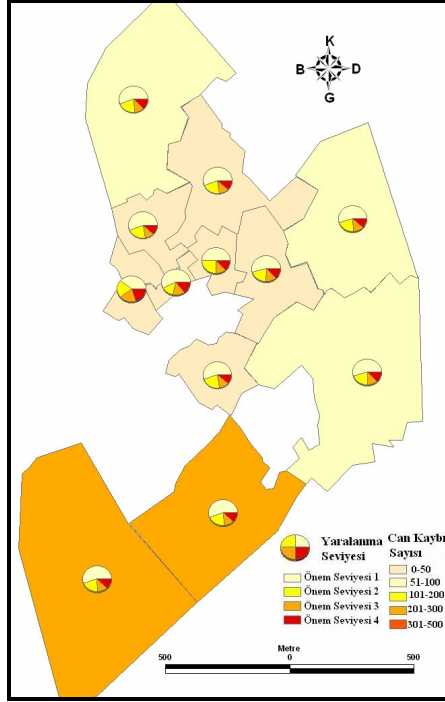 K
B D
G
Yaralanma Seviyesi
Önem Seviyesi 1
Önem Seviyesi 2
Önem Seviyesi 3
Önem Seviyesi 4
Can Kaybı Sayısı
0-50
51-100
101-200
201-300
301-500
Metre
500 0 500